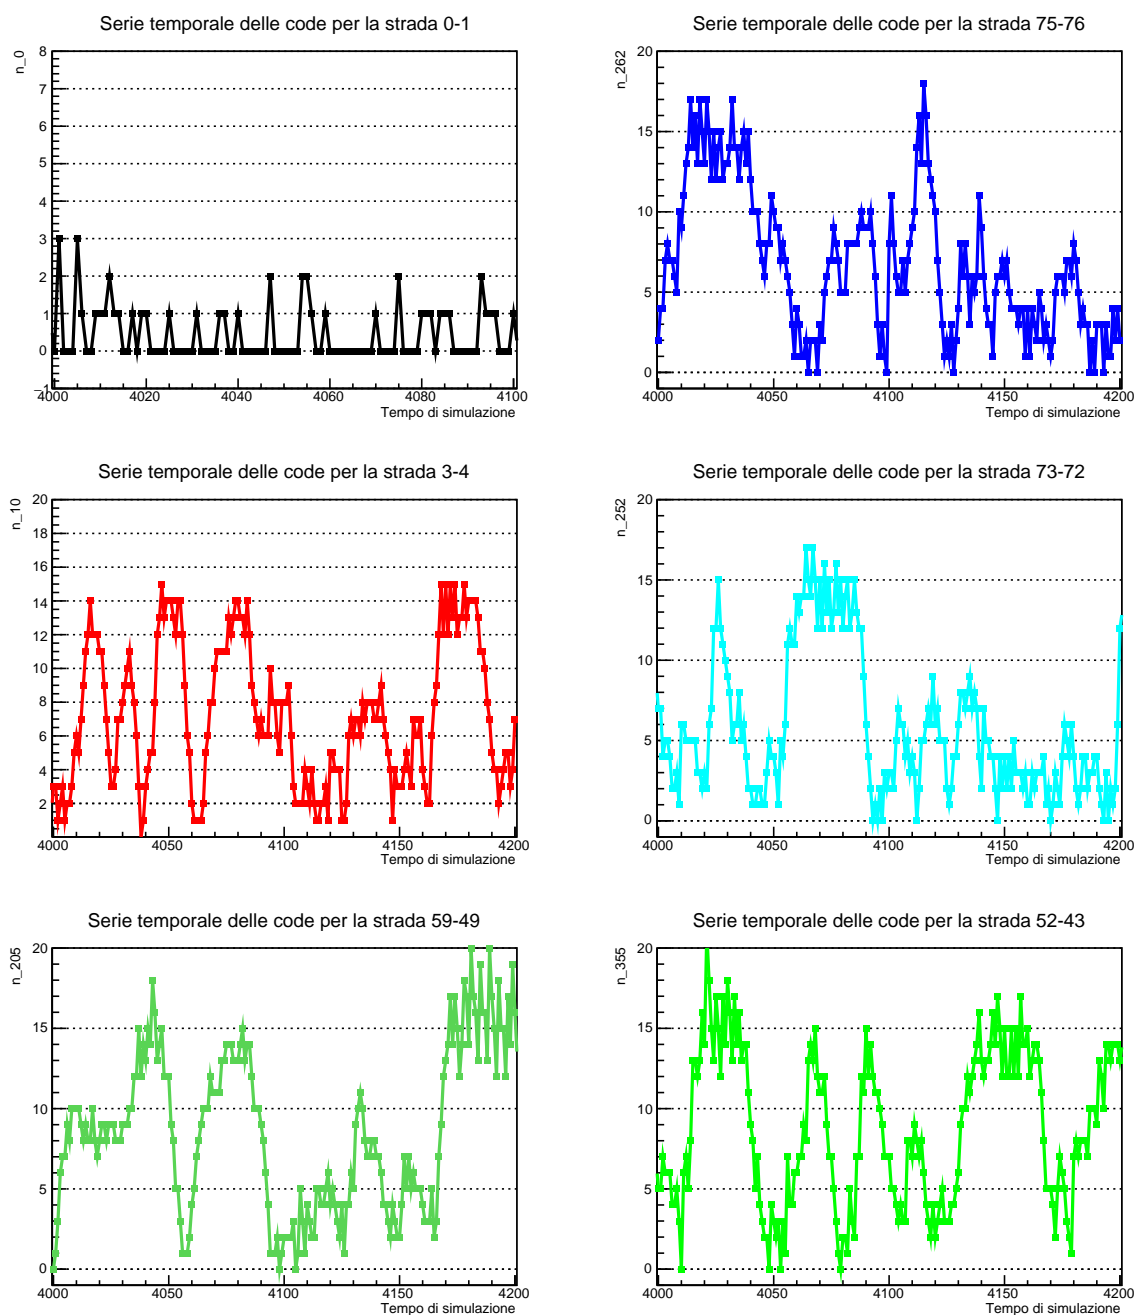 Serie temporale delle code per la strada 0-1
n_0
8
7
6
5
4
3
2
1
0
−1
4000 4020 4040 4060 4080 4100
Tempo di simulazione
Serie temporale delle code per la strada 75-76
n_262
20
15
10
5
0
4000 4050 4100 4150 4200
Tempo di simulazione
Serie temporale delle code per la strada 3-4
n_10
20
18
16
14
12
10
8
6
4
2
4000 4050 4100 4150 4200
Tempo di simulazione
Serie temporale delle code per la strada 73-72
n_252
20
15
10
5
0
4000 4050 4100 4150 4200
Tempo di simulazione
Serie temporale delle code per la strada 59-49
n_205
20
15
10
5
0
4000 4050 4100 4150 4200
Tempo di simulazione
Serie temporale delle code per la strada 52-43
n_355
20
15
10
5
0
4000 4050 4100 4150 4200
Tempo di simulazione